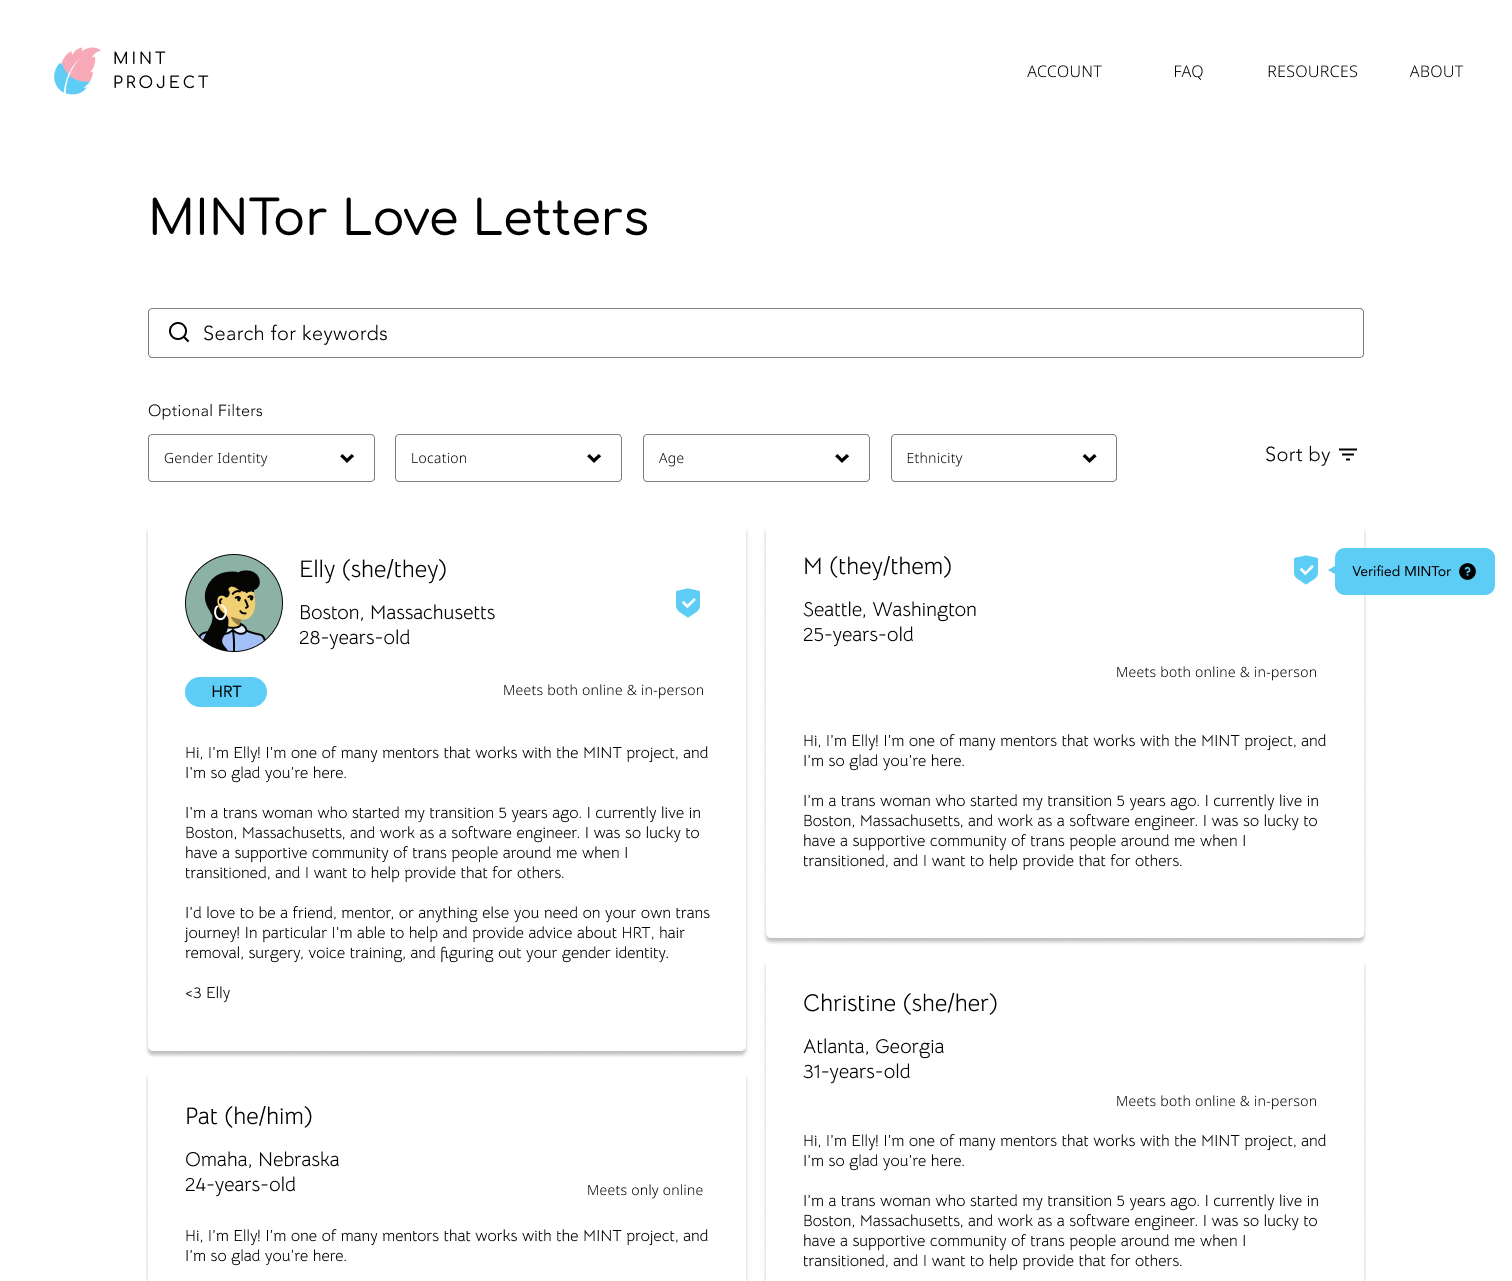 MINT
PROJECT
ACCOUNT
FAQ
RESOURCES
ABOUT
MINTor Love Letters
Search for keywords
Optional Filters
Gender Identity
Location
Age
Ethnicity
Sort by
Elly (she/they)
Boston, Massachusetts
28-years-old
HRT
Meets both online & in-person
Hi, I'm Elly! I'm one of many mentors that works with the MINT project, and
I'm so glad you're here.
I'm a trans woman who started my transition 5 years ago. I currently live in
Boston, Massachusetts, and work as a software engineer. I was so lucky to
have a supportive community of trans people around me when I
transitioned, and I want to help provide that for others.
I'd love to be a friend, mentor, or anything else you need on your own trans
journey! In particular I'm able to help and provide advice about HRT, hair
removal, surgery, voice training, and figuring out your gender identity.
<3 Elly
M (they/them)
Verified MINTor ?
Seattle, Washington
25-years-old
Meets both online & in-person
Hi, I'm Elly! I'm one of many mentors that works with the MINT project, and
I'm so glad you're here.
I'm a trans woman who started my transition 5 years ago. I currently live in
Boston, Massachusetts, and work as a software engineer. I was so lucky to
have a supportive community of trans people around me when I
transitioned, and I want to help provide that for others.
Pat (he/him)
Omaha, Nebraska
24-years-old
Meets only online
Hi, I'm Elly! I'm one of many mentors that works with the MINT project, and
I'm so glad you're here.
Christine (she/her)
Atlanta, Georgia
31-years-old
Meets both online & in-person
Hi, I'm Elly! I'm one of many mentors that works with the MINT project, and
I'm so glad you're here.
I'm a trans woman who started my transition 5 years ago. I currently live in
Boston, Massachusetts, and work as a software engineer. I was so lucky to
have a supportive community of trans people around me when I
transitioned, and I want to help provide that for others.